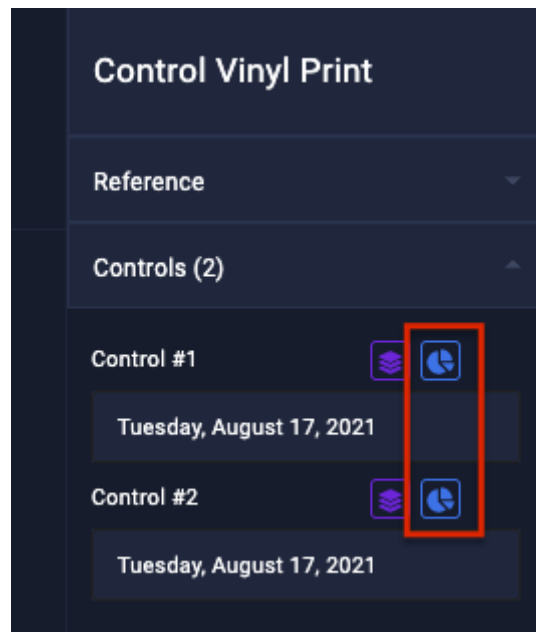 Control Vinyl Print
Reference
Controls (2)
Control #1
Tuesday, August 17, 2021
Control #2
Tuesday, August 17, 2021